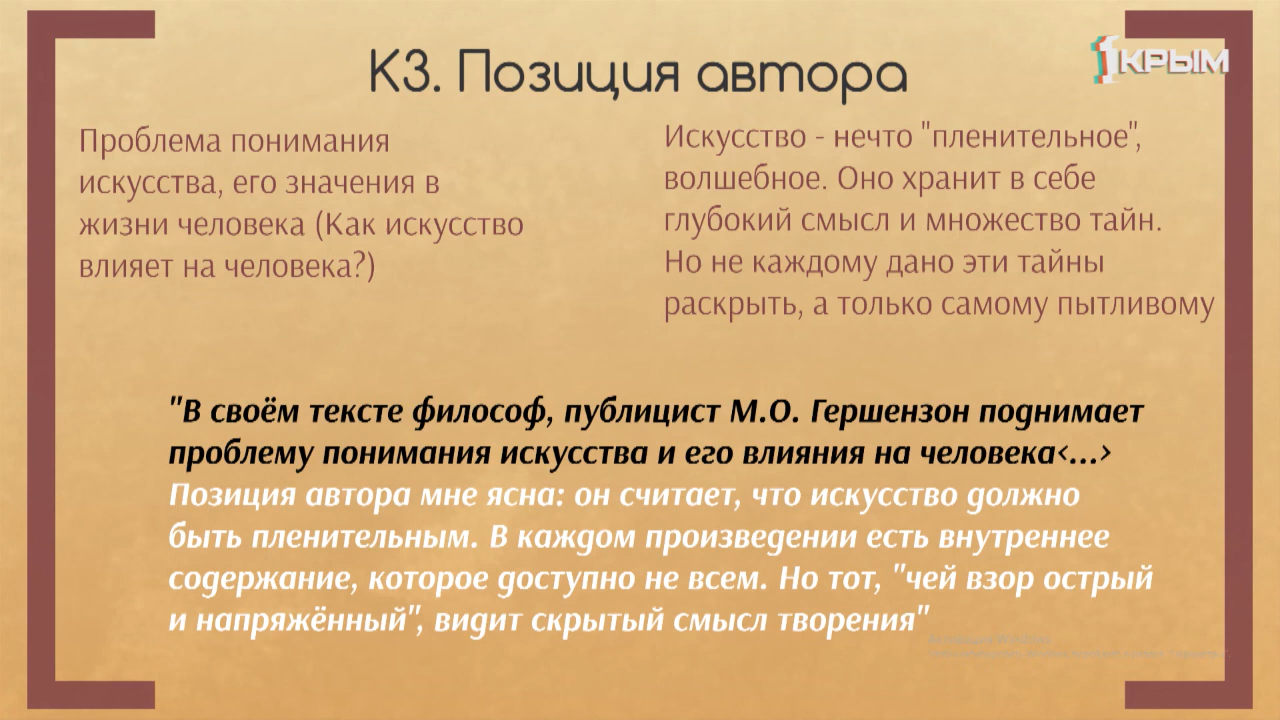 К3. Позиция автора
1КРЫМ
Проблема понимания
искусства, его значения в
жизни человека (Как искусство
влияет на человека?)
Искусство - нечто "пленительное",
волшебное. Оно хранит в себе
глубокий смысл и множество тайн.
Но не каждому дано эти тайны
раскрыть, а только самому пытливому
"В своём тексте философ, публицист М.О. Гершензон поднимает
проблему понимания искусства и его влияния на человека<...>
Позиция автора мне ясна: он считает, что искусство должно
быть пленительным. В каждом произведении есть внутреннее
содержание, которое доступно не всем. Но тот, "чей взор острый
и напряжённый", видит скрытый смысл творения"